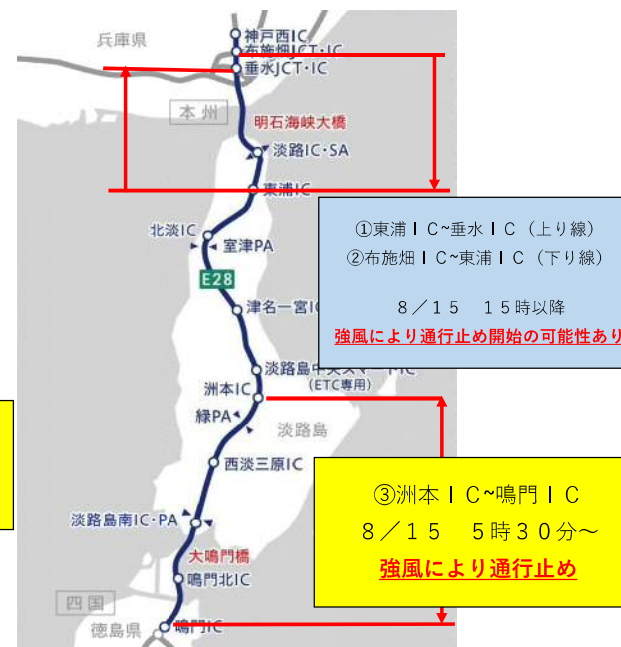 兵庫県
神戸西IC
布施畑JCT・IC
垂水JCT・IC
本州
明石海峡大橋
淡路IC・SA
東浦IC
北淡IC
室津PA
E28
津名一宮IC
①東浦ＩＣ~垂水ＩＣ（上り線）
②布施畑ＩＣ~東浦ＩＣ（下り線）
８／１５　１５時以降
強風により通行止め開始の可能性あり
淡路島中央スマートIC
(ETC専用)
洲本IC
緑PA
淡路島
西淡三原IC
③洲本ＩＣ~鳴門ＩＣ
８／１５　５時３０分～
強風により通行止め
淡路島南IC・PA
大鳴門橋
鳴門北IC
四国
徳島県
鳴門IC